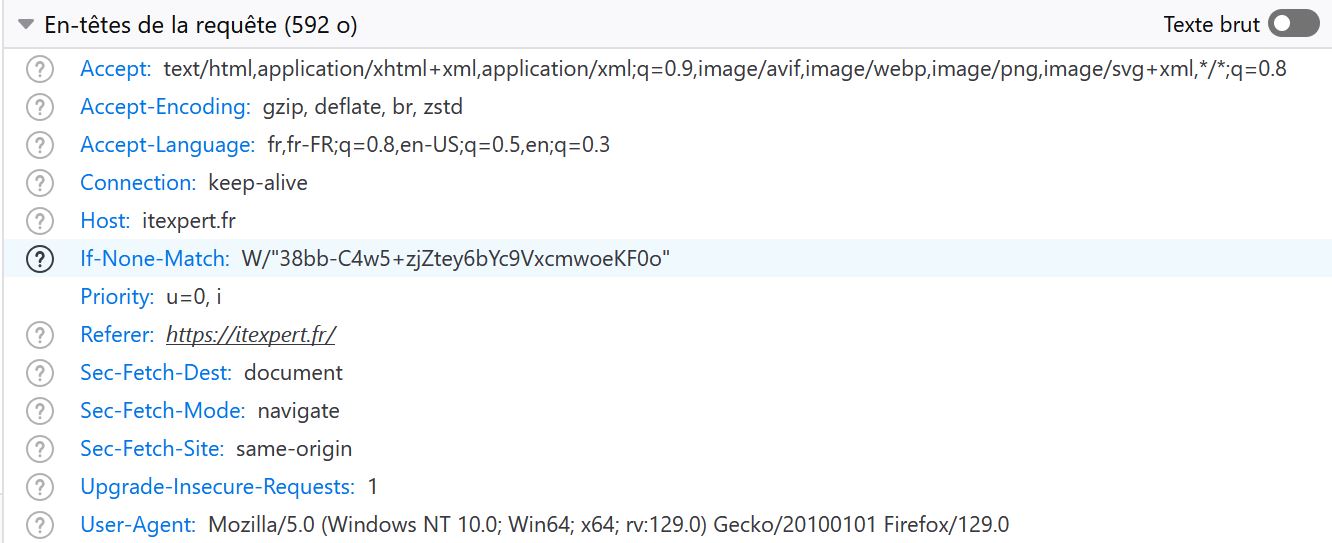 En-têtes de la requête (592 o) Texte brut
Accept: text/html,application/xhtml+xml,application/xml;q=0.9,image/avif,image/webp,image/png,image/svg+xml,*/*;q=0.8
Accept-Encoding: gzip, deflate, br, zstd
Accept-Language: fr,fr-FR;q=0.8,en-US;q=0.5,en;q=0.3
Connection: keep-alive
Host: itexpert.fr
If-None-Match: W/"38bb-C4w5+zjZtey6bYc9VxcmwoeKF0o"
Priority: u=0, i
Referer: https://itexpert.fr/
Sec-Fetch-Dest: document
Sec-Fetch-Mode: navigate
Sec-Fetch-Site: same-origin
Upgrade-Insecure-Requests: 1
User-Agent: Mozilla/5.0 (Windows NT 10.0; Win64; x64; rv:129.0) Gecko/20100101 Firefox/129.0